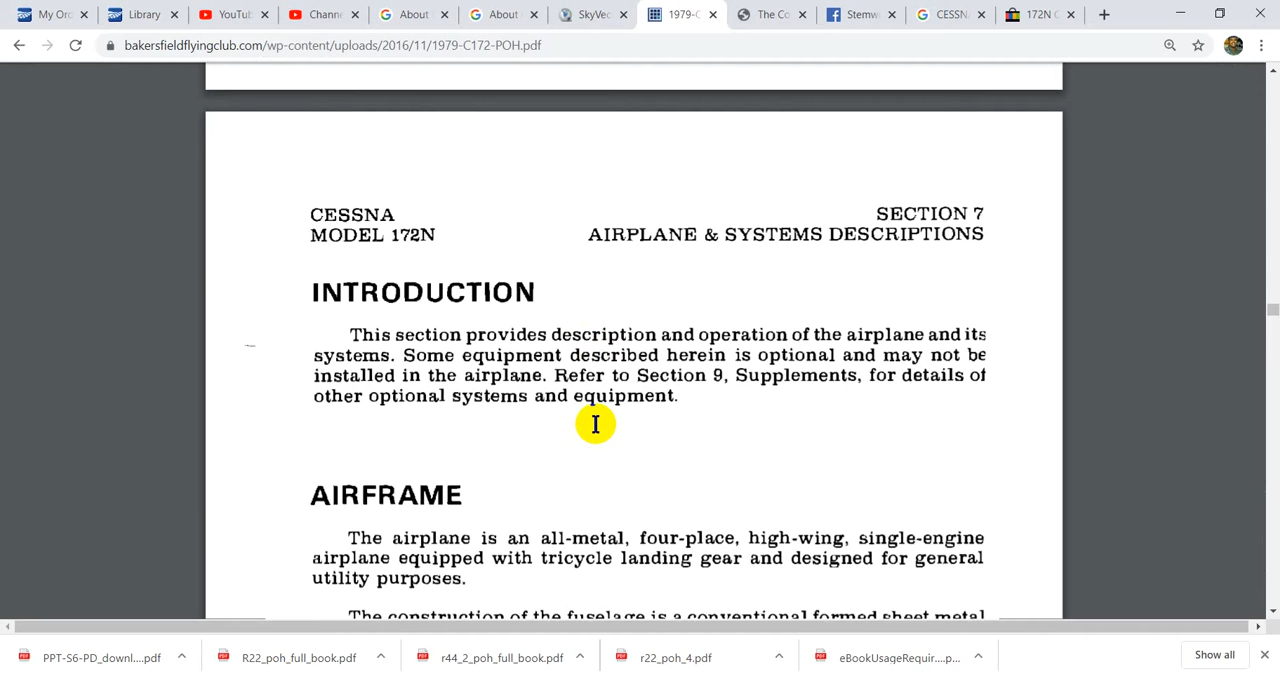 My Or
Library
YouTub
Chann
About
About
SkyVec
1979-C
The Co
Stemw
CESSN
172N C
bakersfieldflyingclub.com/wp-content/uploads/2016/11/1979-C172-POH.pdf
CESSNA SECTION 7
MODEL 172N AIRPLANE & SYSTEMS DESCRIPTIONS
INTRODUCTION
This section provides description and operation of the airplane and its
systems. Some equipment described herein is optional and may not be
installed in the airplane. Refer to Section 9, Supplements, for details of
other optional systems and equipment.
AIRFRAME
The airplane is an all-metal, four-place, high-wing, single-engine
airplane equipped with tricycle landing gear and designed for general
utility purposes.
The construction of the fuselage is a conventional formed sheet metal
PPT-S6-PD_downl....pdf
R22_poh_full_book.pdf
r44_2_poh_full_book.pdf
r22_poh_4.pdf
eBookUsageRequir....p...
Show all